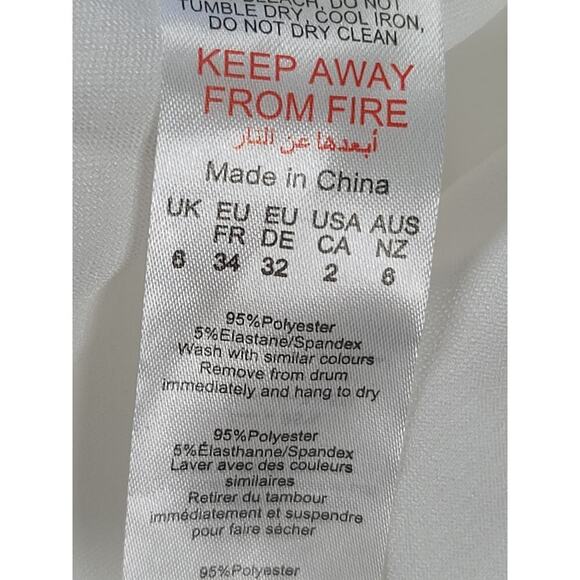 BLEACH, DO NOT
TUMBLE DRY, COOL IRON,
DO NOT DRY CLEAN
KEEP AWAY
FROM FIRE
أبعدها عن النار
Made in China
UK EU EU USA AUS
FR DE CA NZ
6 34 32 2 6
95%Polyester
5%Elastane/Spandex
Wash with similar colours
Remove from drum
immediately and hang to dry
95%Polyester
5%Élasthanne/Spandex
Laver avec des couleurs
similaires
Retirer du tambour
immédiatement et suspendre
pour faire sécher
95%Polyester